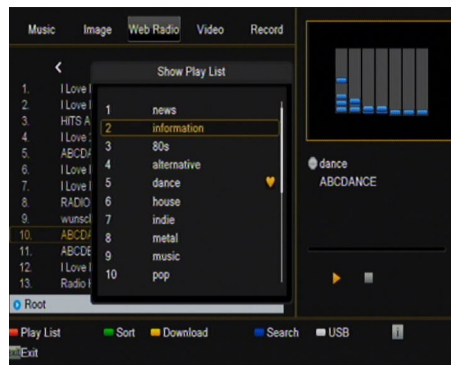 Music Image Web Radio Video Record
<
Show Play List
1. I Love
2. I Love
3. HITS A
4. I Love
5. ABCD
6. I Love
7. I Love
8. RADIO
9. wunscl
10. ABCD
11. ABCDE
12. I Love
13. Radio
1 news
2 information
3 80s
4 alternative
5 dance
6 house
7 indie
8 metal
9 music
10 pop
dance
ABCDANCE
Root
Play List Sort Download Search USB i
Exit